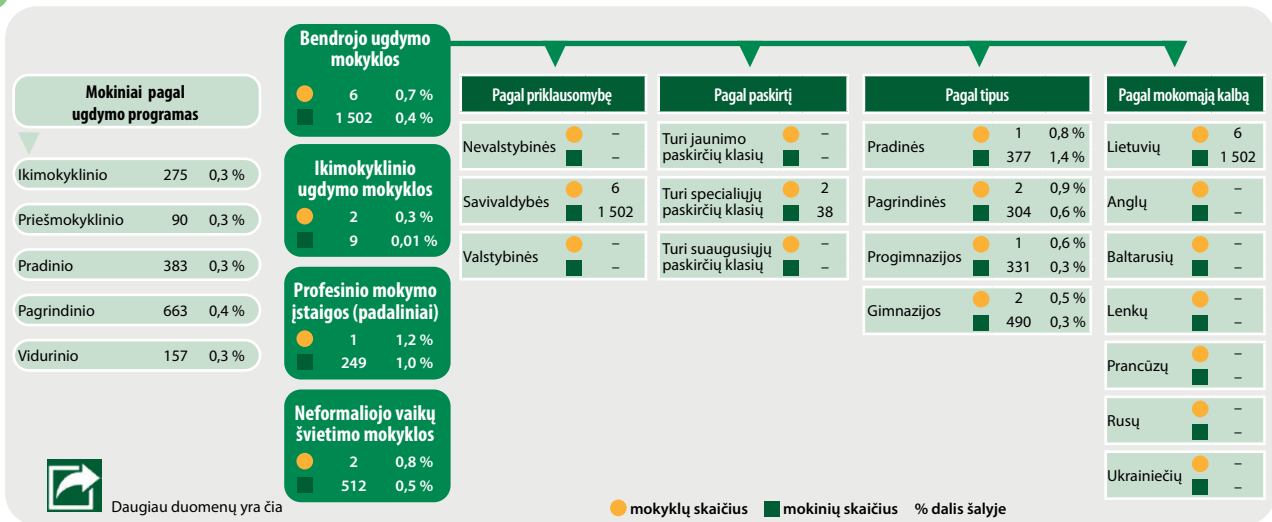 Mokiniai pagal
ugdymo programas
Ikimokyklinio 275 0,3 %
Priešmokyklinio 90 0,3 %
Pradinio 383 0,3 %
Pagrindinio 663 0,4 %
Vidurinio 157 0,3 %
Bendrojo ugdymo
mokyklos
6 0,7 %
1 502 0,4 %
Ikimokyklinio
ugdymo mokyklos
2 0,3 %
9 0,01 %
Profesinio mokymo
įstaigos (padaliniai)
1 1,2 %
249 1,0 %
Neformaliojo vaikų
švietimo mokyklos
2 0,8 %
512 0,5 %
Pagal priklausomybę
Nevalstybinės
–
–
Savivaldybės
6
1 502
Valstybinės
–
–
Pagal paskirtį
Turi jaunimo
paskirčių klasių
–
–
Turi specialiųjų
paskirčių klasių
2
38
Turi suaugusiųjų
paskirčių klasių
–
–
Pagal tipus
Pradinės
1 0,8 %
377 1,4 %
Pagrindinės
2 0,9 %
304 0,6 %
Progimnazijos
1 0,6 %
331 0,3 %
Gimnazijos
2 0,5 %
490 0,3 %
Pagal mokomąją kalbą
Lietuvių
6
1 502
Anglų
–
–
Baltarusių
–
–
Lenkų
–
–
Prancūzų
–
–
Rusų
–
–
Ukrainiečių
–
–
Daugiau duomenų yra čia
mokyklų skaičius mokinių skaičius % dalis šalyje